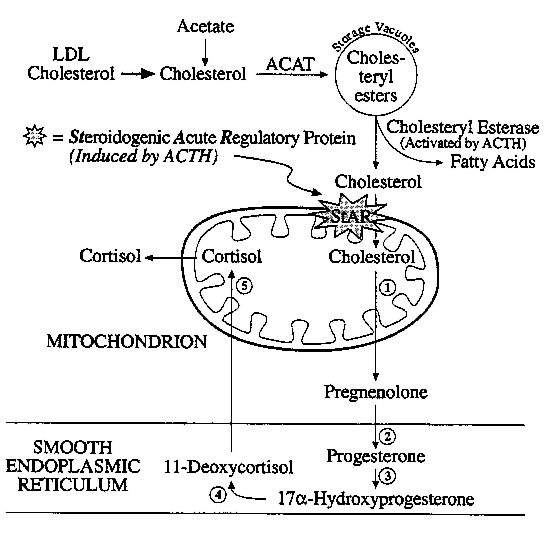 Acetate
LDL
Cholesterol
Cholesterol
ACAT
Storage Vacuoles
Choles-
teryl
esters
Cholesteryl Esterase
(Activated by ACTH)
Fatty Acids
= Steroidogenic Acute Regulatory Protein
(Induced by ACTH)
Cholesterol
StAR
Cortisol
Cortisol
Cholesterol
⑤
①
MITOCHONDRION
Pregnenolone
②
SMOOTH
ENDOPLASMIC
RETICULUM
11-Deoxycortisol
Progesterone
③
④
17α-Hydroxyprogesterone